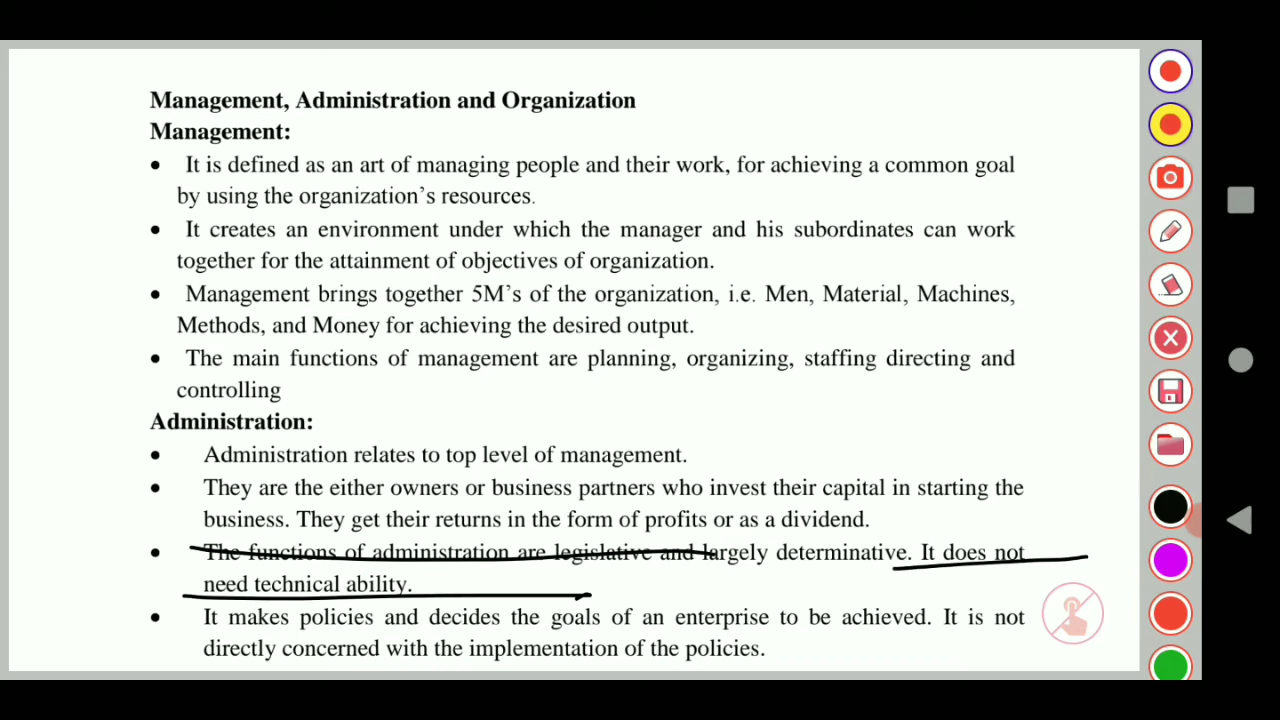 Management, Administration and Organization
Management:
• It is defined as an art of managing people and their work, for achieving a common goal
by using the organization's resources.
• It creates an environment under which the manager and his subordinates can work
together for the attainment of objectives of organization.
• Management brings together 5M's of the organization, i.e. Men, Material, Machines,
Methods, and Money for achieving the desired output.
• The main functions of management are planning, organizing, staffing directing and
controlling
Administration:
• Administration relates to top level of management.
• They are the either owners or business partners who invest their capital in starting the
business. They get their returns in the form of profits or as a dividend.
• The functions of administration are legislative and largely determinative. It does not
need technical ability.
• It makes policies and decides the goals of an enterprise to be achieved. It is not
directly concerned with the implementation of the policies.